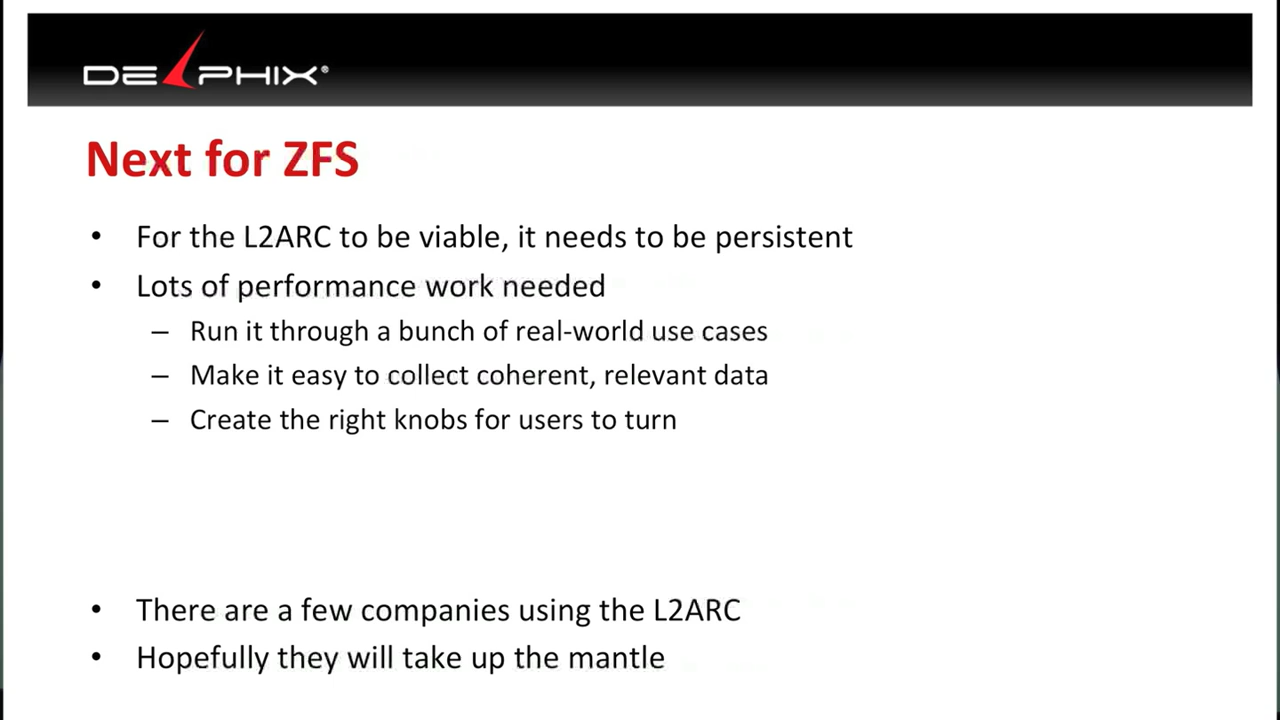 DELPHIX®
Next for ZFS
• For the L2ARC to be viable, it needs to be persistent
• Lots of performance work needed
– Run it through a bunch of real-world use cases
– Make it easy to collect coherent, relevant data
– Create the right knobs for users to turn
• There are a few companies using the L2ARC
• Hopefully they will take up the mantle